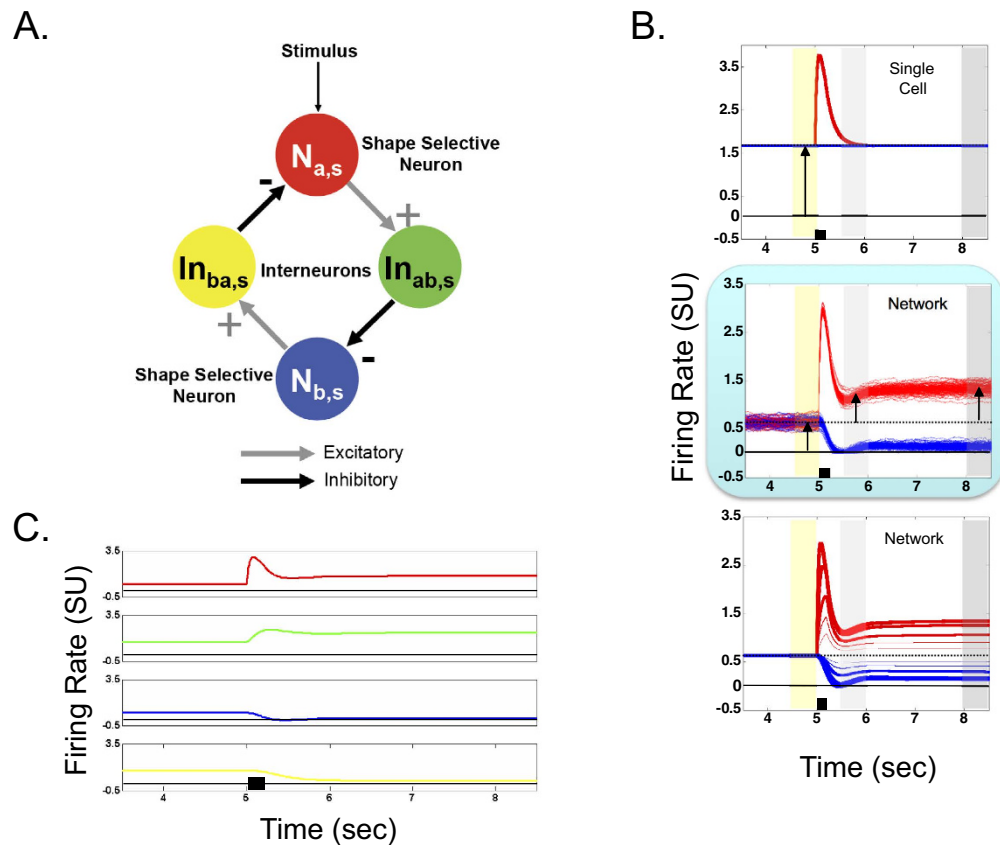 A.
Stimulus
N a,s
Shape Selective
Neuron
-
+
In ba,s
Interneurons
In ab,s
+
-
Shape Selective
Neuron
N b,s
Excitatory
Inhibitory
B.
Firing Rate (SU)
3.5
2.5
1.5
0.5
0
-0.5
Single
Cell
4 5 6 7 8
3.5
2.5
1.5
0.5
0
-0.5
Network
4 5 6 7 8
3.5
2.5
1.5
0.5
0
-0.5
Network
4 5 6 7 8
Time (sec)
C.
Firing Rate (SU)
3.5
-0.5
3.5
-0.5
3.5
-0.5
3.5
-0.5
4 5 6 7 8
Time (sec)